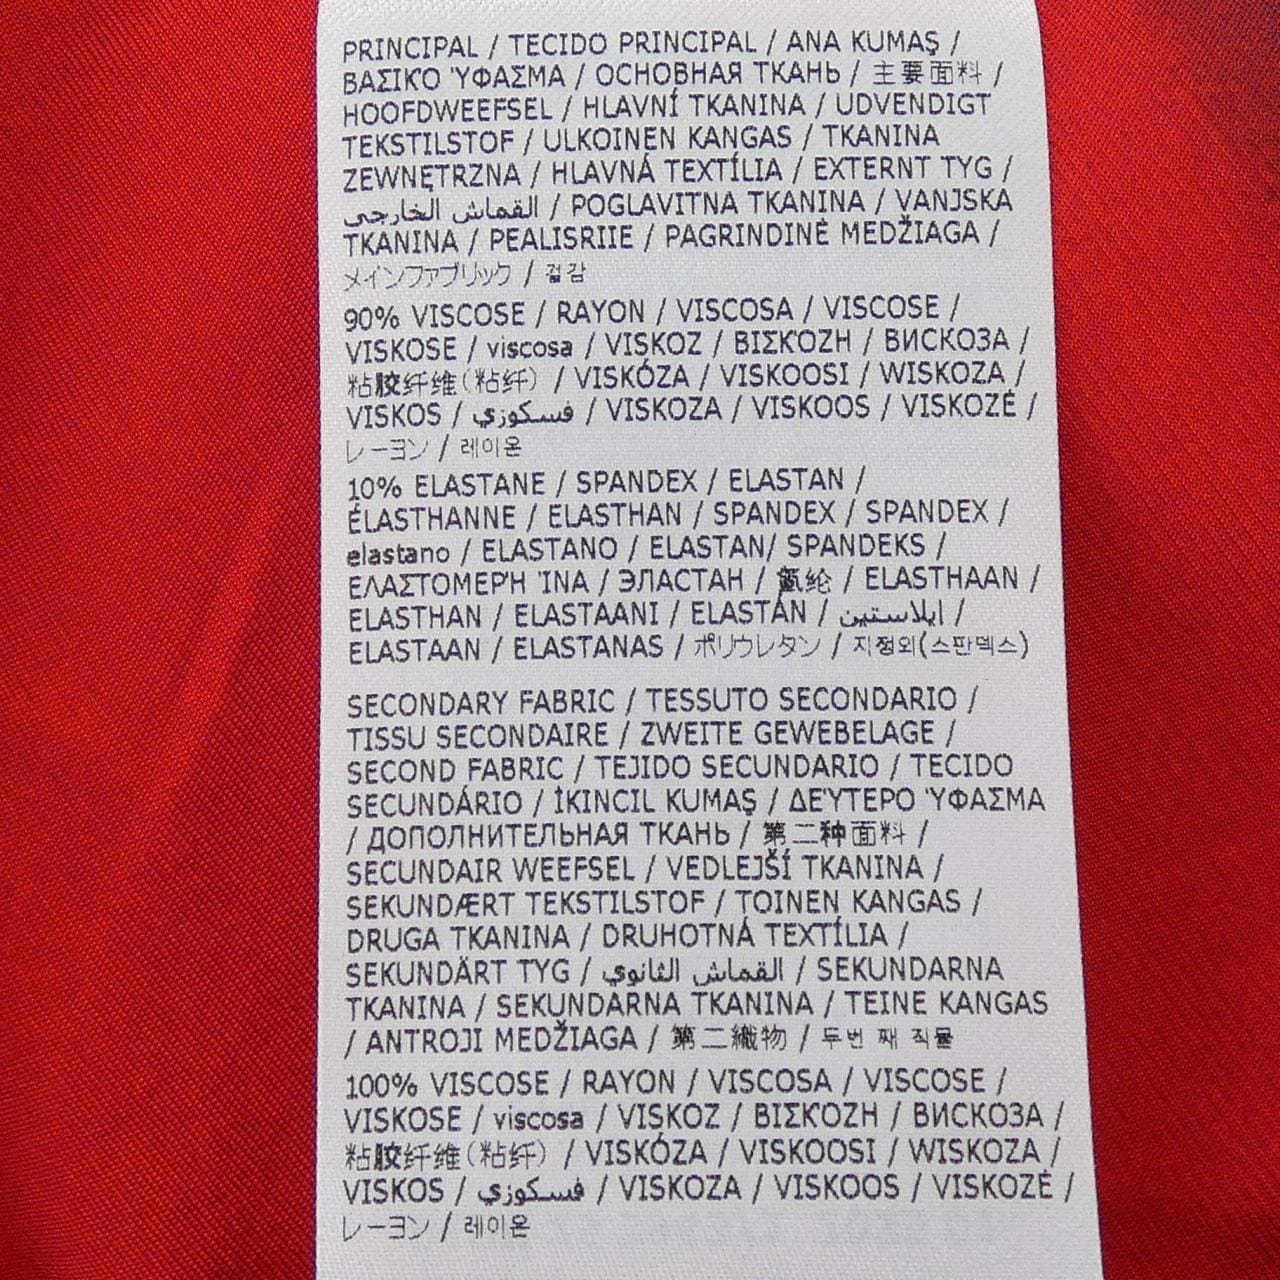 PRINCIPAL / TECIDO PRINCIPAL / ANA KUMAŞ /
ΒΑΣΙΚΌ ΎΦΑΣΜΑ / ОСНОВНАЯ ТКАНЬ / 主要面料 /
HOOFDWEEFSEL / HLAVNÍ TKANINA / UDVENDIGT
TEKSTILSTOF / ULKOINEN KANGAS / TKANINA
ZEWNĘTRZNA / HLAVNÁ TEXTÍLIA / EXTERNT TYG /
القماش الخارجي / POGLAVITNA TKANINA / VANJSKA
TKANINA / PEALISRIIE / PAGRINDINĖ MEDŽIAGA /
メインファブリック / 겉감
90% VISCOSE / RAYON / VISCOSA / VISCOSE /
VISKOSE / viscosa / VISKOZ / ΒΙΣΚΌΖΗ / ВИСКОЗА /
粘胶纤维(粘纤) / VISKÓZA / VISKOOSI / WISKOZA /
VISKOS / فسكوزي / VISKOZA / VISKOOS / VISKOZĖ /
レーヨン / 레이온
10% ELASTANE / SPANDEX / ELASTAN /
ÉLASTHANNE / ELASTHAN / SPANDEX / SPANDEX /
elastano / ELASTANO / ELASTAN/ SPANDEKS /
ΕΛΑΣΤΟΜΕΡΉ ΊΝΑ / ЭЛАСТАН / 氨纶 / ELASTHAAN /
ELASTHAN / ELASTAANI / ELASTÁN / ايلاستين /
ELASTAAN / ELASTANAS / ポリウレタン / 지정외(스판덱스)
SECONDARY FABRIC / TESSUTO SECONDARIO /
TISSU SECONDAIRE / ZWEITE GEWEBELAGE /
SECOND FABRIC / TEJIDO SECUNDARIO / TECIDO
SECUNDÁRIO / İKINCIL KUMAŞ / ΔΕΎΤΕΡΟ ΎΦΑΣΜΑ
/ ДОПОЛНИТЕЛЬНАЯ ТКАНЬ / 第二种面料 /
SECUNDAIR WEEFSEL / VEDLEJŠÍ TKANINA /
SEKUNDÆRT TEKSTILSTOF / TOINEN KANGAS /
DRUGA TKANINA / DRUHOTNÁ TEXTÍLIA /
SEKUNDÄRT TYG / القماش الثانوي / SEKUNDARNA
TKANINA / SEKUNDARNA TKANINA / TEINE KANGAS
/ ANTROJI MEDŽIAGA / 第二織物 / 두번 째 직물
100% VISCOSE / RAYON / VISCOSA / VISCOSE /
VISKOSE / viscosa / VISKOZ / ΒΙΣΚΌΖΗ / ВИСКОЗА /
粘胶纤维(粘纤) / VISKÓZA / VISKOOSI / WISKOZA /
VISKOS / فسكوزي / VISKOZA / VISKOOS / VISKOZĖ /
レーヨン / 레이온